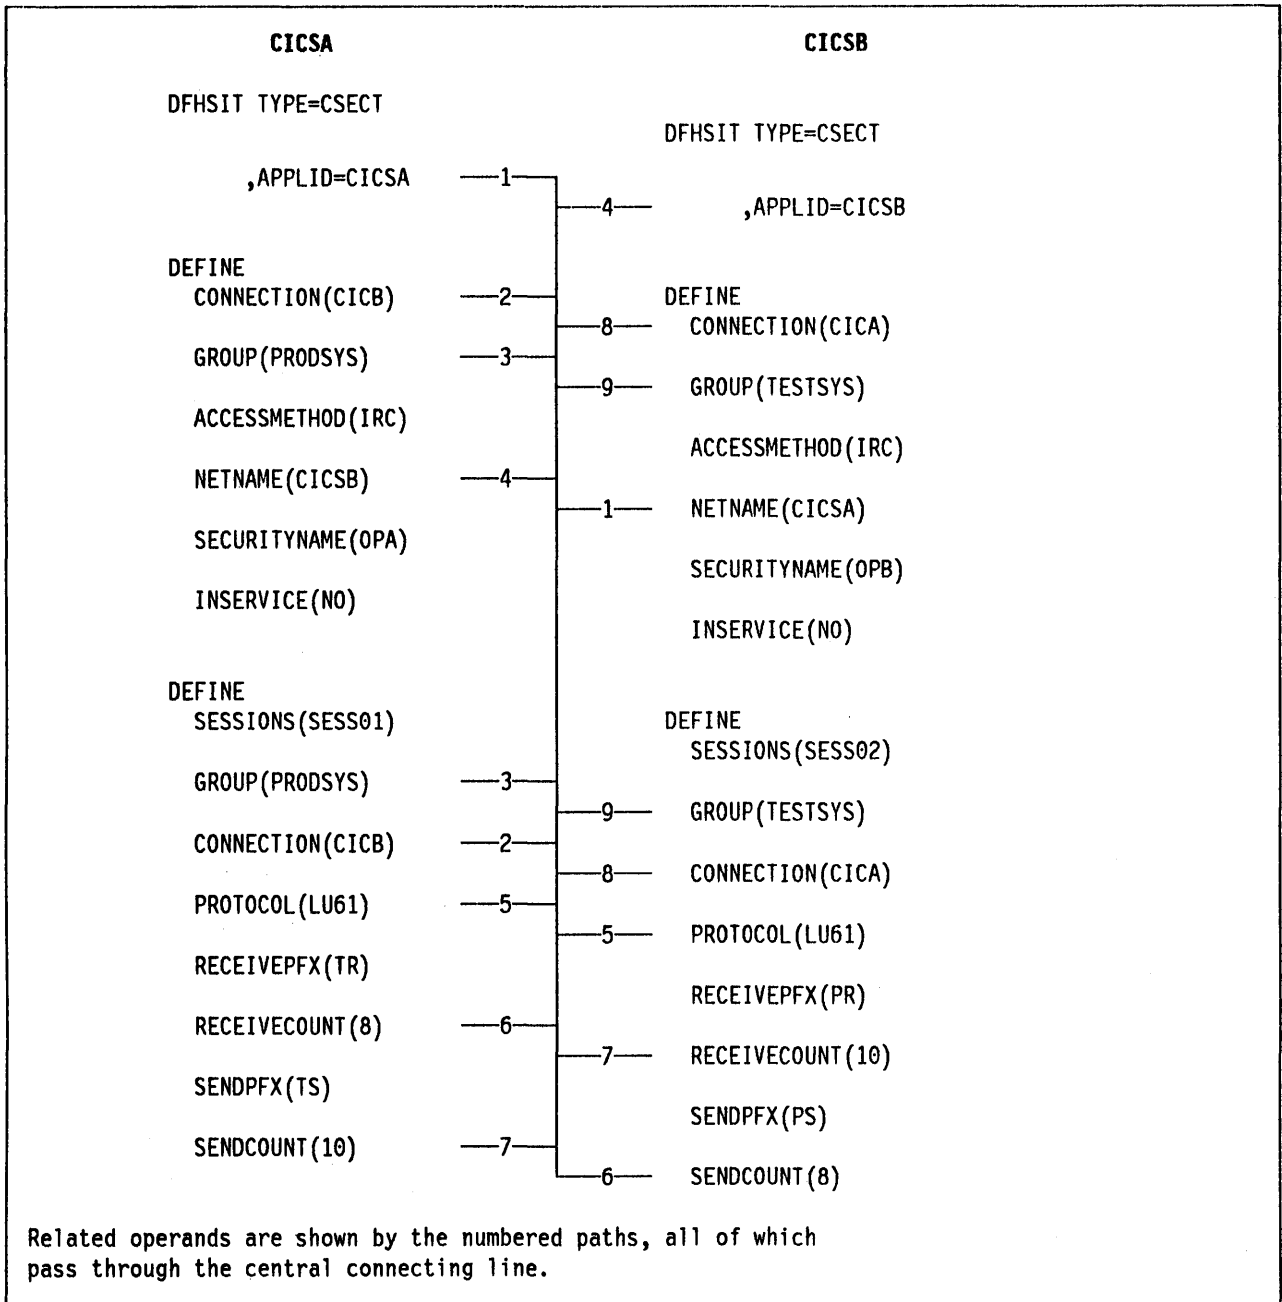 CICSA CICSB
DFHSIT TYPE=CSECT
DFHSIT TYPE=CSECT
,APPLID=CICSA 1
4 ,APPLID=CICSB
DEFINE
CONNECTION(CICB) 2 DEFINE
8 CONNECTION(CICA)
GROUP(PRODSYS) 3
9 GROUP(TESTSYS)
ACCESSMETHOD(IRC)
ACCESSMETHOD(IRC)
NETNAME(CICSB) 4
1 NETNAME(CICSA)
SECURITYNAME(OPA)
SECURITYNAME(OPB)
INSERVICE(NO)
INSERVICE(NO)
DEFINE
SESSIONS(SESS01) DEFINE
SESSIONS(SESS02)
GROUP(PRODSYS) 3
9 GROUP(TESTSYS)
CONNECTION(CICB) 2
8 CONNECTION(CICA)
PROTOCOL(LU61) 5
5 PROTOCOL(LU61)
RECEIVEPFX(TR)
RECEIVEPFX(PR)
RECEIVECOUNT(8) 6
7 RECEIVECOUNT(10)
SENDPFX(TS)
SENDPFX(PS)
SENDCOUNT(10) 7
6 SENDCOUNT(8)
Related operands are shown by the numbered paths, all of which
pass through the central connecting line.